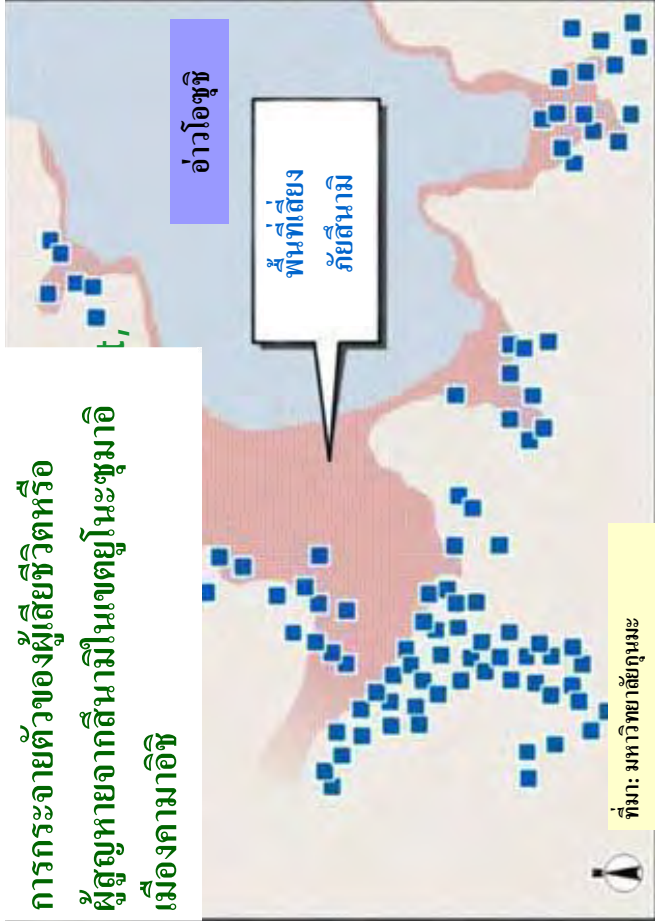 การกระจายตัวของผู้เสียชีวิตหรือ
ผู้สูญหายจากสึนามิในเขตยูโนะซุมาอิ
เมืองคามาอิชิ
t,
อ่าวโอซุชิ
พื้นที่เสี่ยง
ภัยสึนามิ
ที่มา: มหาวิทยาลัยกุนมะ